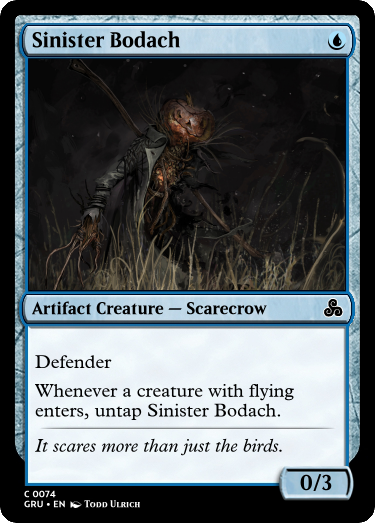 Sinister Bodach
Artifact Creature — Scarecrow
Defender
Whenever a creature with flying
enters, untap Sinister Bodach.
It scares more than just the birds.
0/3
C 0074
GRU • EN Todd Ulrich